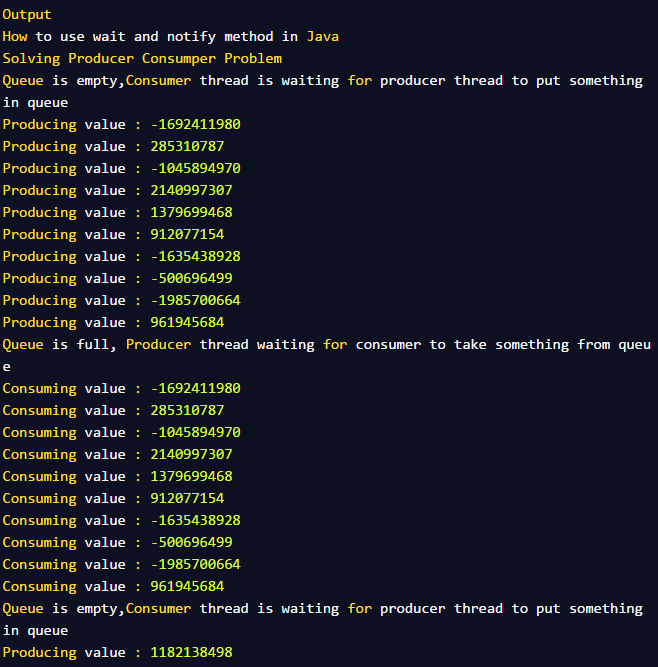 Output
How to use wait and notify method in Java
Solving Producer Consumper Problem
Queue is empty,Consumer thread is waiting for producer thread to put something
in queue
Producing value : -1692411980
Producing value : 285310787
Producing value : -1045894970
Producing value : 2140997307
Producing value : 1379699468
Producing value : 912077154
Producing value : -1635438928
Producing value : -500696499
Producing value : -1985700664
Producing value : 961945684
Queue is full, Producer thread waiting for consumer to take something from queu
e
Consuming value : -1692411980
Consuming value : 285310787
Consuming value : -1045894970
Consuming value : 2140997307
Consuming value : 1379699468
Consuming value : 912077154
Consuming value : -1635438928
Consuming value : -500696499
Consuming value : -1985700664
Consuming value : 961945684
Queue is empty,Consumer thread is waiting for producer thread to put something
in queue
Producing value : 1182138498